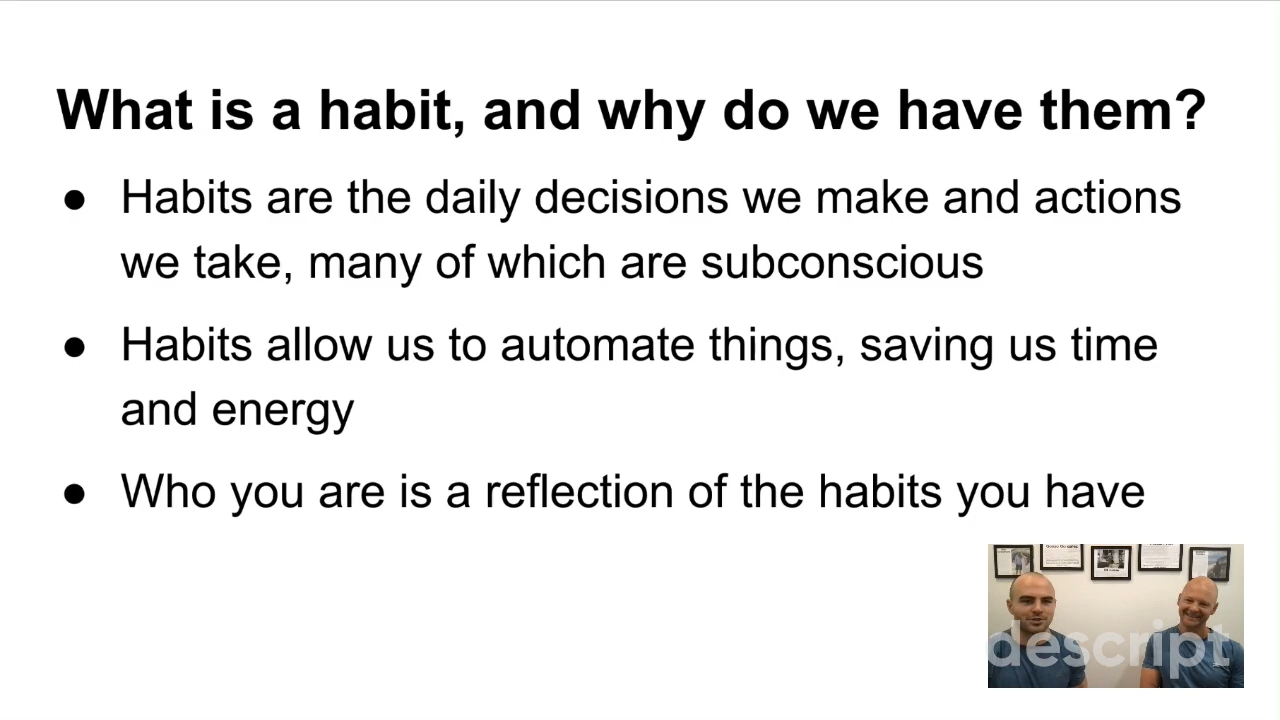 What is a habit, and why do we have them?
● Habits are the daily decisions we make and actions
we take, many of which are subconscious
● Habits allow us to automate things, saving us time
and energy
● Who you are is a reflection of the habits you have
descript